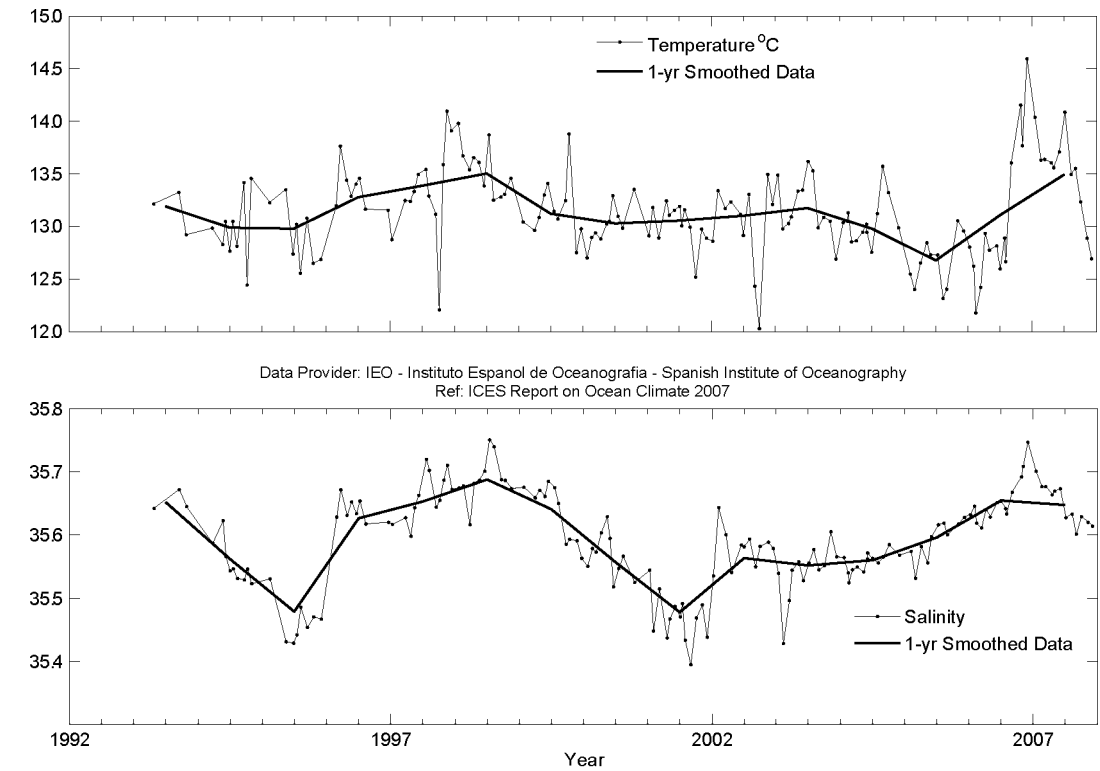 15.0
14.5
14.0
13.5
13.0
12.5
12.0
Temperature °C
1-yr Smoothed Data
Data Provider: IEO - Instituto Espanol de Oceanografia - Spanish Institute of Oceanography
Ref: ICES Report on Ocean Climate 2007
35.8
35.7
35.6
35.5
35.4
Salinity
1-yr Smoothed Data
1992 1997 2002 2007
Year